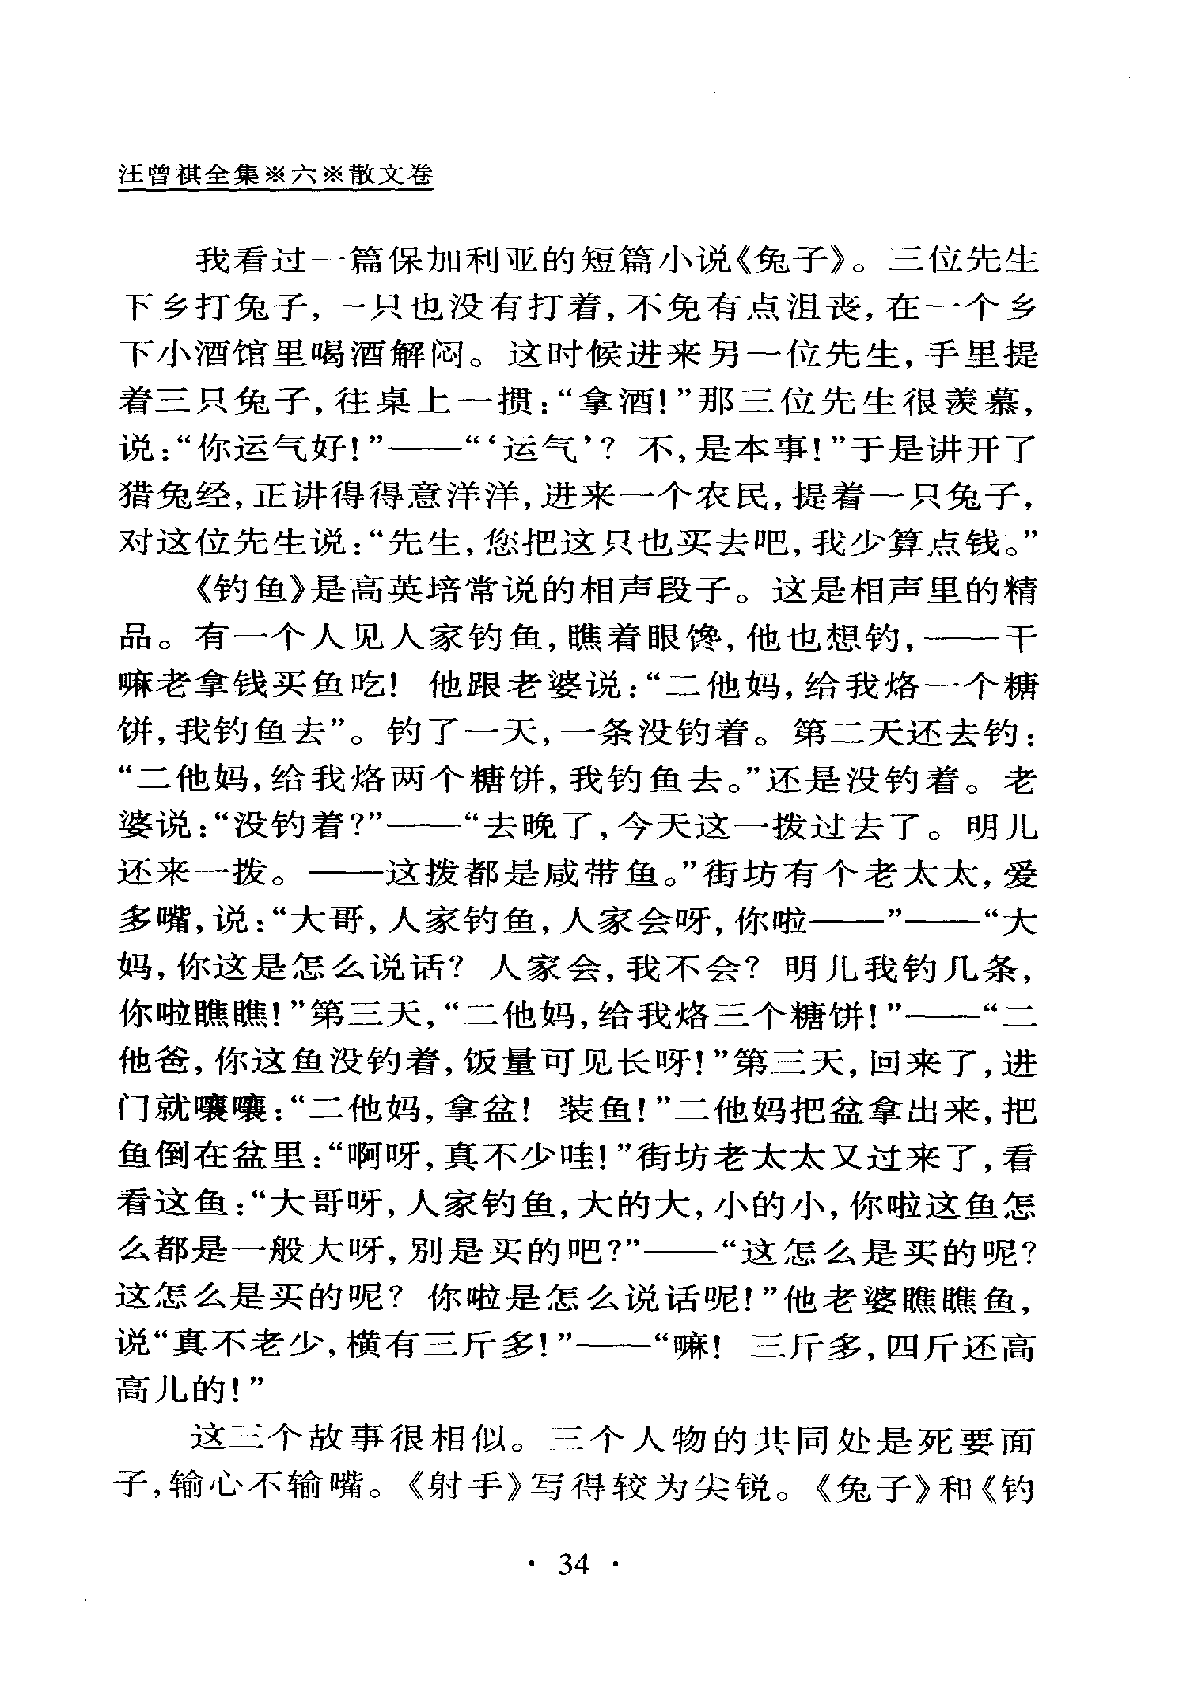 汪曾祺全集※六※散文卷
我看过一篇保加利亚的短篇小说《兔子》。三位先生
下乡打兔子，一只也没有打着，不免有点沮丧，在一个乡
下小酒馆里喝酒解闷。这时候进来另一位先生，手里提
着三只兔子，往桌上一掼：“拿酒！”那三位先生很羡慕，
说：“你运气好！”——“‘运气’？不，是本事！”于是讲开了
猎兔经，正讲得得意洋洋，进来一个农民，提着一只兔子，
对这位先生说：“先生，您把这只也买去吧，我少算点钱。”
《钓鱼》是高英培常说的相声段子。这是相声里的精
品。有一个人见人家钓鱼，瞧着眼馋，他也想钓，——干
嘛老拿钱买鱼吃！他跟老婆说：“二他妈，给我烙一个糖
饼，我钓鱼去”。钓了一天，一条没钓着。第二天还去钓：
“二他妈，给我烙两个糖饼，我钓鱼去。”还是没钓着。老
婆说：“没钓着？”——“去晚了，今天这一拨过去了。明儿
还来一拨。——这拨都是咸带鱼。”街坊有个老太太，爱
多嘴，说：“大哥，人家钓鱼，人家会呀，你啦——”——“大
妈，你这是怎么说话？人家会，我不会？明儿我钓几条，
你啦瞧瞧！”第三天，“二他妈，给我烙三个糖饼！”——“二
他爸，你这鱼没钓着，饭量可见长呀！”第三天，回来了，进
门就嚷嚷：“二他妈，拿盆！装鱼！”二他妈把盆拿出来，把
鱼倒在盆里：“啊呀，真不少哇！”街坊老太太又过来了，看
看这鱼：“大哥呀，人家钓鱼，大的大，小的小，你啦这鱼怎
么都是一般大呀，别是买的吧？”——“这怎么是买的呢？
这怎么是买的呢？你啦是怎么说话呢！”他老婆瞧瞧鱼，
说“真不老少，横有三斤多！”——“嘛！三斤多，四斤还高
高儿的！”
这三个故事很相似。三个人物的共同处是死要面
子，输心不输嘴。《射手》写得较为尖锐。《兔子》和《钓
· 34 ·